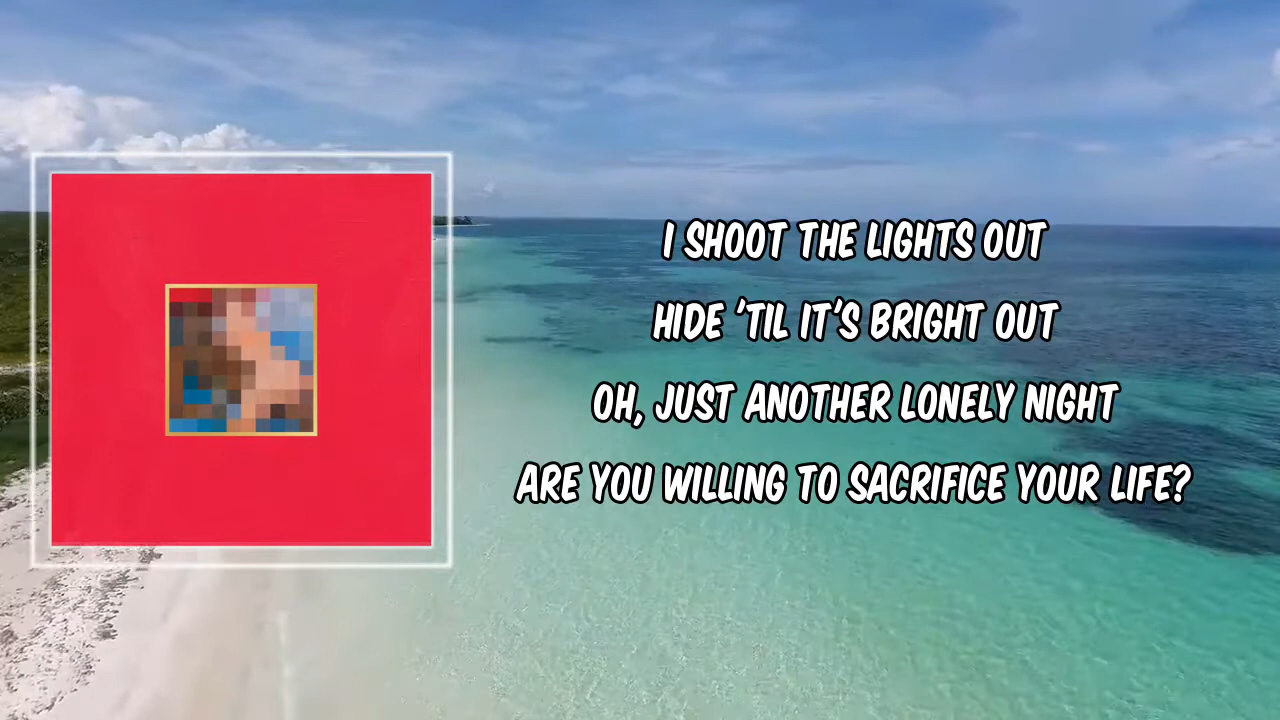 I SHOOT THE LIGHTS OUT
HIDE 'TIL IT'S BRIGHT OUT
OH, JUST ANOTHER LONELY NIGHT
ARE YOU WILLING TO SACRIFICE YOUR LIFE?